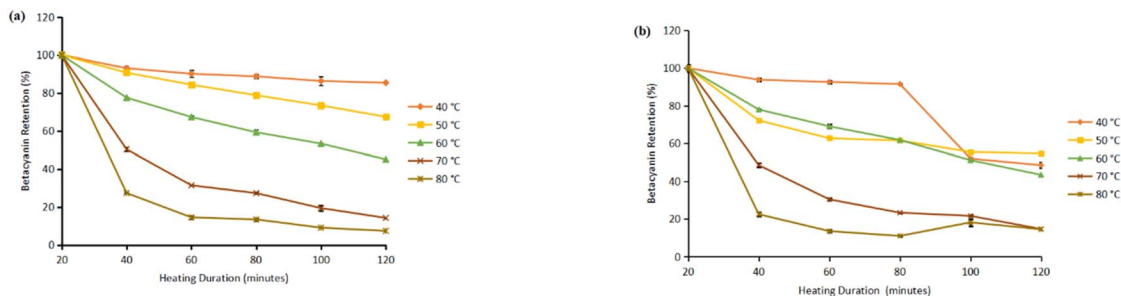 (a)
120
100
80
60
40
20
0
Betacyanin Retention (%)
20 40 60 80 100 120
Heating Duration (minutes)
40 °C
50 °C
60 °C
70 °C
80 °C
(b)
120
100
80
60
40
20
0
Betacyanin Retention (%)
20 40 60 80 100 120
Heating Duration (minutes)
40 °C
50 °C
60 °C
70 °C
80 °C